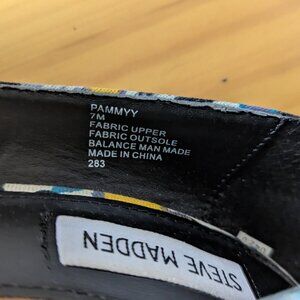 PAMMYY
7M
FABRIC UPPER
FABRIC OUTSOLE
BALANCE MAN MADE
MADE IN CHINA
283
STEVE MADDEN